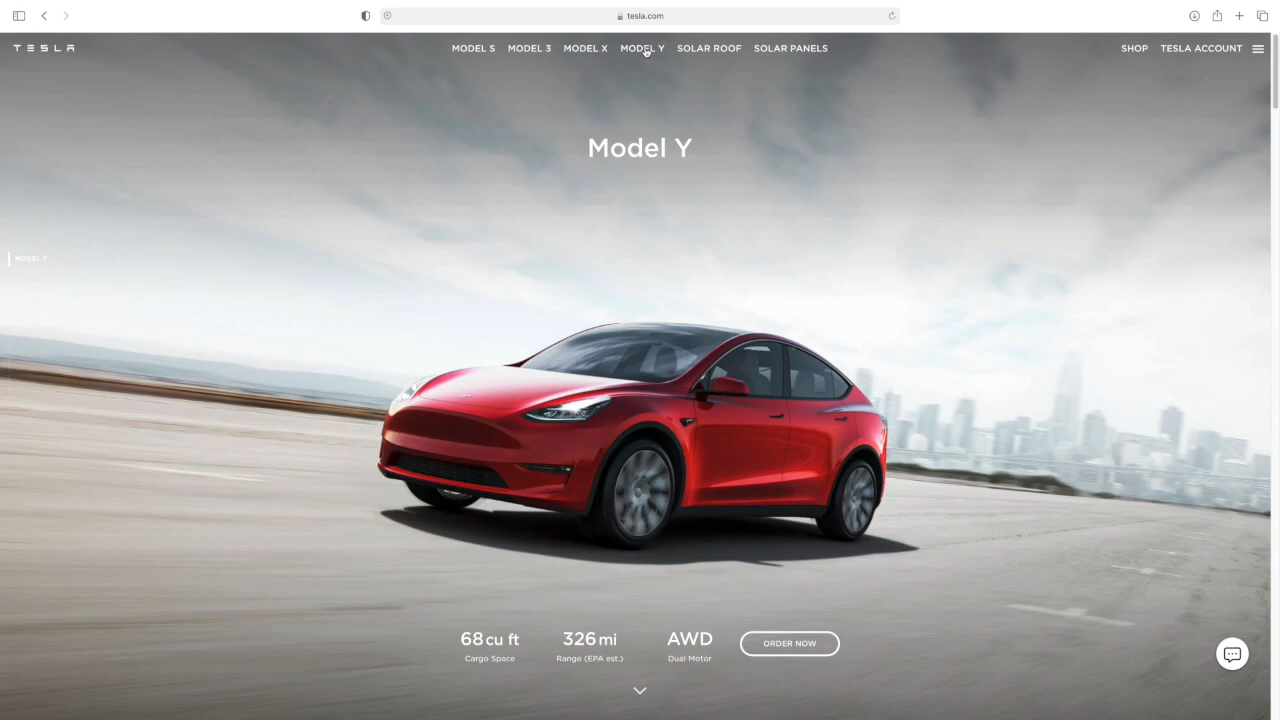 tesla.com
TESLA
MODEL S MODEL 3 MODEL X MODEL Y SOLAR ROOF SOLAR PANELS
SHOP TESLA ACCOUNT
Model Y
MODEL Y
68 cu ft
Cargo Space
326 mi
Range (EPA est.)
AWD
Dual Motor
ORDER NOW